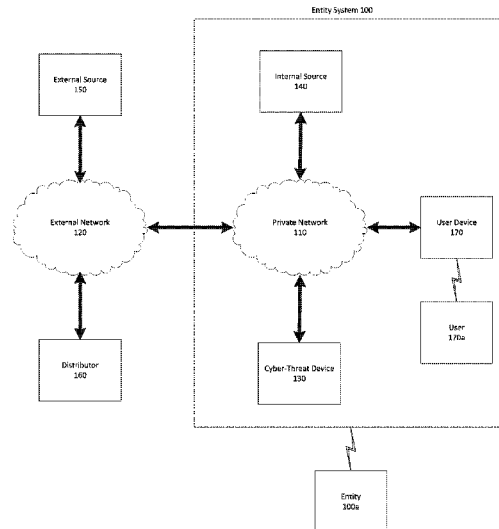 Entity System 100
External Source
150
Internal Source
140
External Network
120
Private Network
110
User Device
170
User
170a
Distributor
160
Cyber-Threat Device
130
Entity
100a